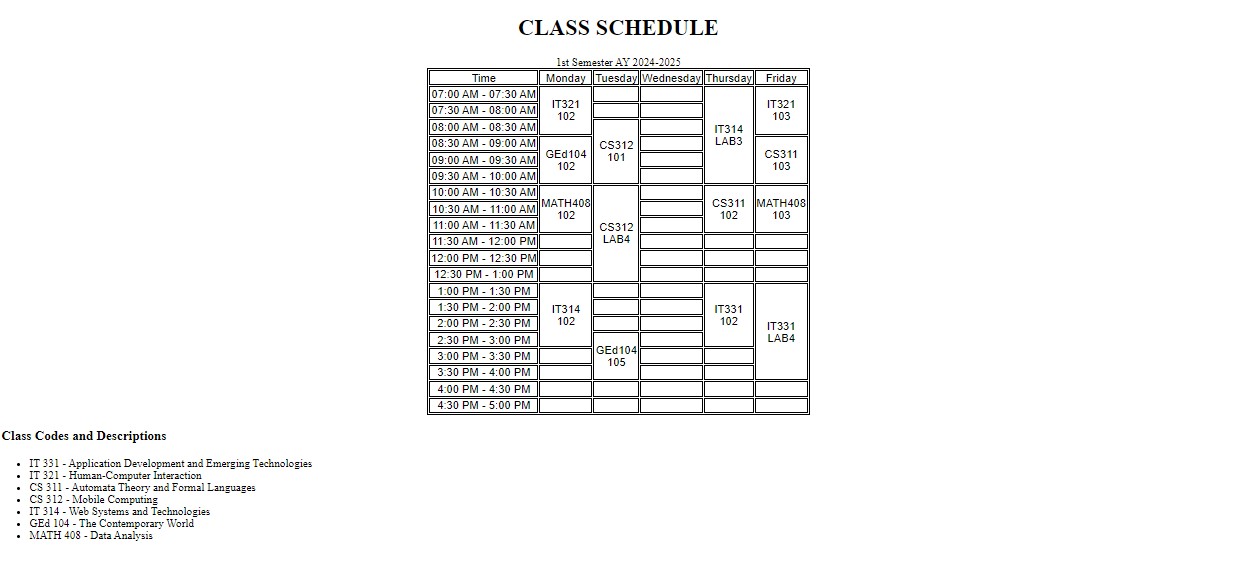 CLASS SCHEDULE
1st Semester AY 2024-2025
Time Monday Tuesday Wednesday Thursday Friday
07:00 AM - 07:30 AM
IT321
102
IT314
LAB3
IT321
103
07:30 AM - 08:00 AM
08:00 AM - 08:30 AM
CS312
101
08:30 AM - 09:00 AM
GEd104
102
CS311
103
09:00 AM - 09:30 AM
09:30 AM - 10:00 AM
10:00 AM - 10:30 AM
MATH408
102
CS312
LAB4
CS311
102
MATH408
103
10:30 AM - 11:00 AM
11:00 AM - 11:30 AM
11:30 AM - 12:00 PM
12:00 PM - 12:30 PM
12:30 PM - 1:00 PM
1:00 PM - 1:30 PM
IT314
102
IT331
102
IT331
LAB4
1:30 PM - 2:00 PM
2:00 PM - 2:30 PM
2:30 PM - 3:00 PM
GEd104
105
3:00 PM - 3:30 PM
3:30 PM - 4:00 PM
4:00 PM - 4:30 PM
4:30 PM - 5:00 PM
Class Codes and Descriptions
• IT 331 - Application Development and Emerging Technologies
• IT 321 - Human-Computer Interaction
• CS 311 - Automata Theory and Formal Languages
• CS 312 - Mobile Computing
• IT 314 - Web Systems and Technologies
• GEd 104 - The Contemporary World
• MATH 408 - Data Analysis